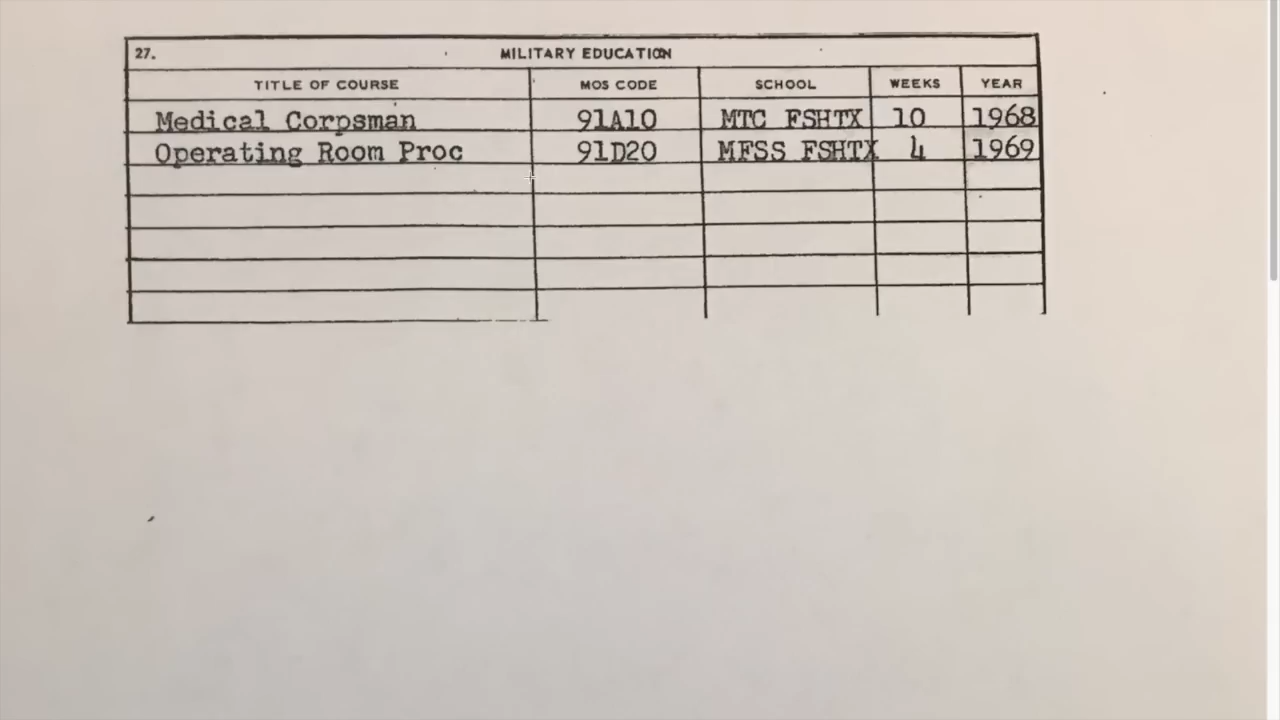 27. MILITARY EDUCATION
TITLE OF COURSE MOS CODE SCHOOL WEEKS YEAR
Medical Corpsman 91A10 MTC FSHTX 10 1968
Operating Room Proc 91D20 MFSS FSHTX 4 1969